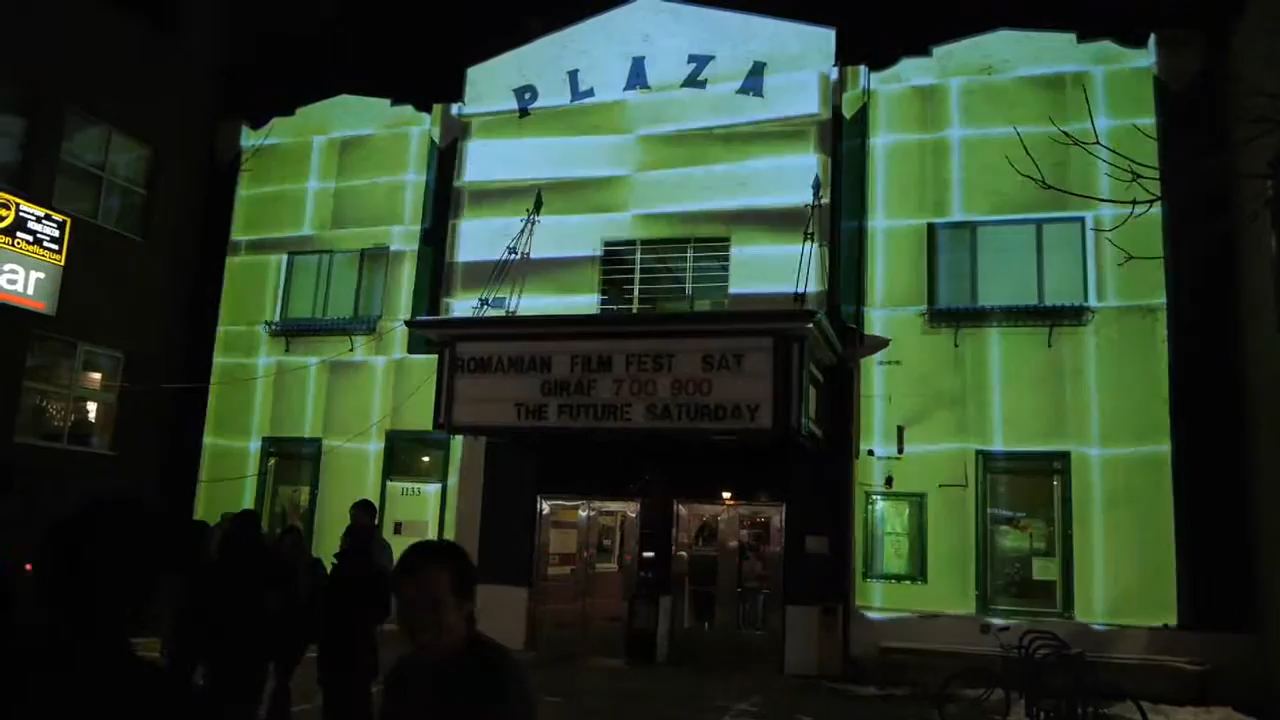 PLAZA
ROMANIAN FILM FEST SAT
GIRAF 700 900
THE FUTURE SATURDAY
1133
on Obelisque
ar